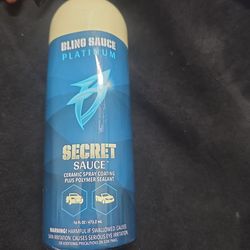 BLING SAUCE
PLATINUM
SECRET
SAUCE
CERAMIC SPRAY COATING
PLUS POLYMER SEALANT
16 FL OZ / 473.2 mL
WARNING! HARMFUL IF SWALLOWED. CAUSES
SKIN IRRITATION. CAUSES SERIOUS EYE IRRITATION.